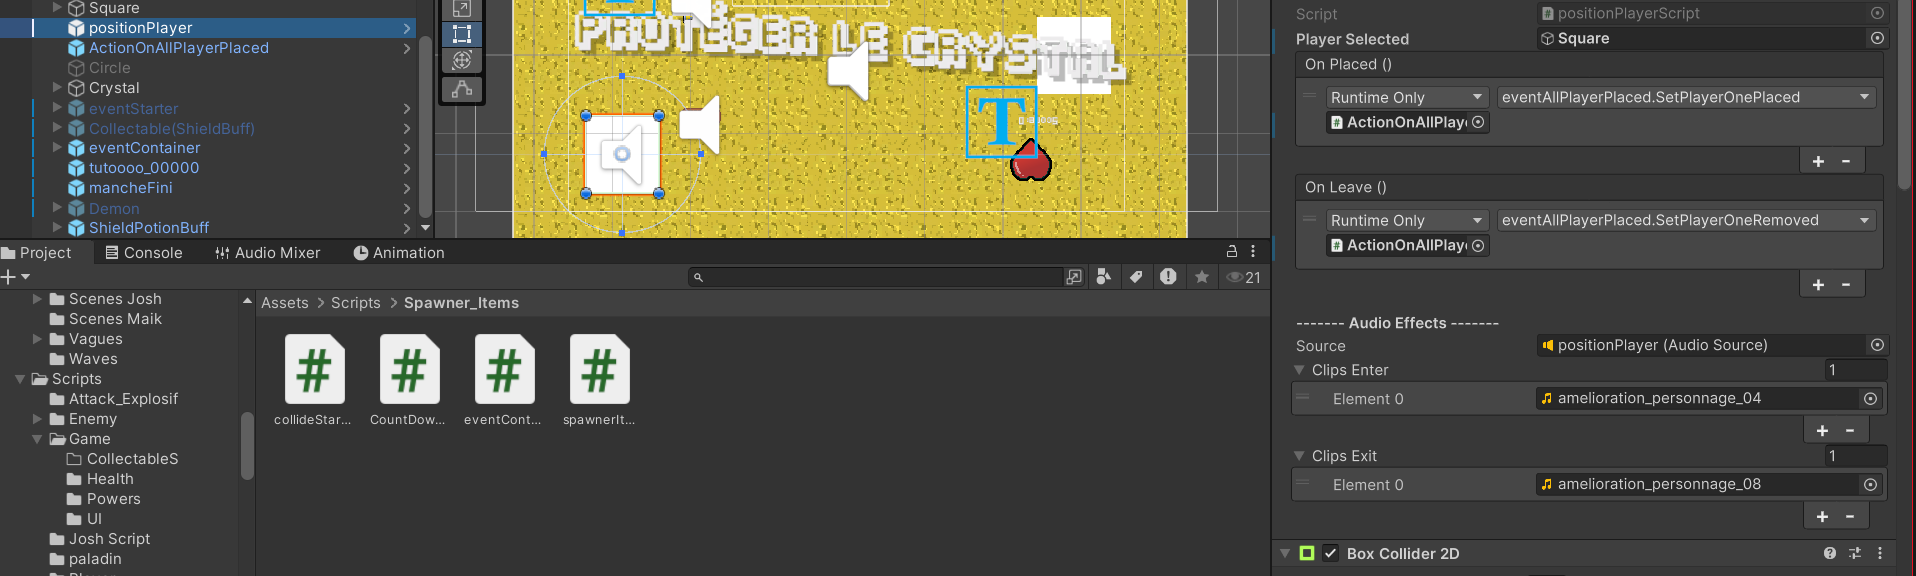 Square
positionPlayer
ActionOnAllPlayerPlaced
Circle
Crystal
eventStarter
Collectable(ShieldBuff)
eventContainer
tutoooo_00000
mancheFini
Demon
ShieldPotionBuff
PROTÉGER LE CRYSTAL
T
Project
Console
Audio Mixer
Animation
21
Scenes Josh
Scenes Maik
Vagues
Waves
Scripts
Attack_Explosif
Enemy
Game
CollectableS
Health
Powers
UI
Josh Script
paladin
Assets > Scripts > Spawner_Items
collideStar...
CountDow...
eventCont...
spawnerIt...
Script
positionPlayerScript
Player Selected
Square
On Placed ()
Runtime Only
eventAllPlayerPlaced.SetPlayerOnePlaced
ActionOnAllPlaye
On Leave ()
Runtime Only
eventAllPlayerPlaced.SetPlayerOneRemoved
ActionOnAllPlaye
------- Audio Effects -------
Source
positionPlayer (Audio Source)
Clips Enter
1
Element 0
amelioration_personnage_04
Clips Exit
1
Element 0
amelioration_personnage_08
Box Collider 2D